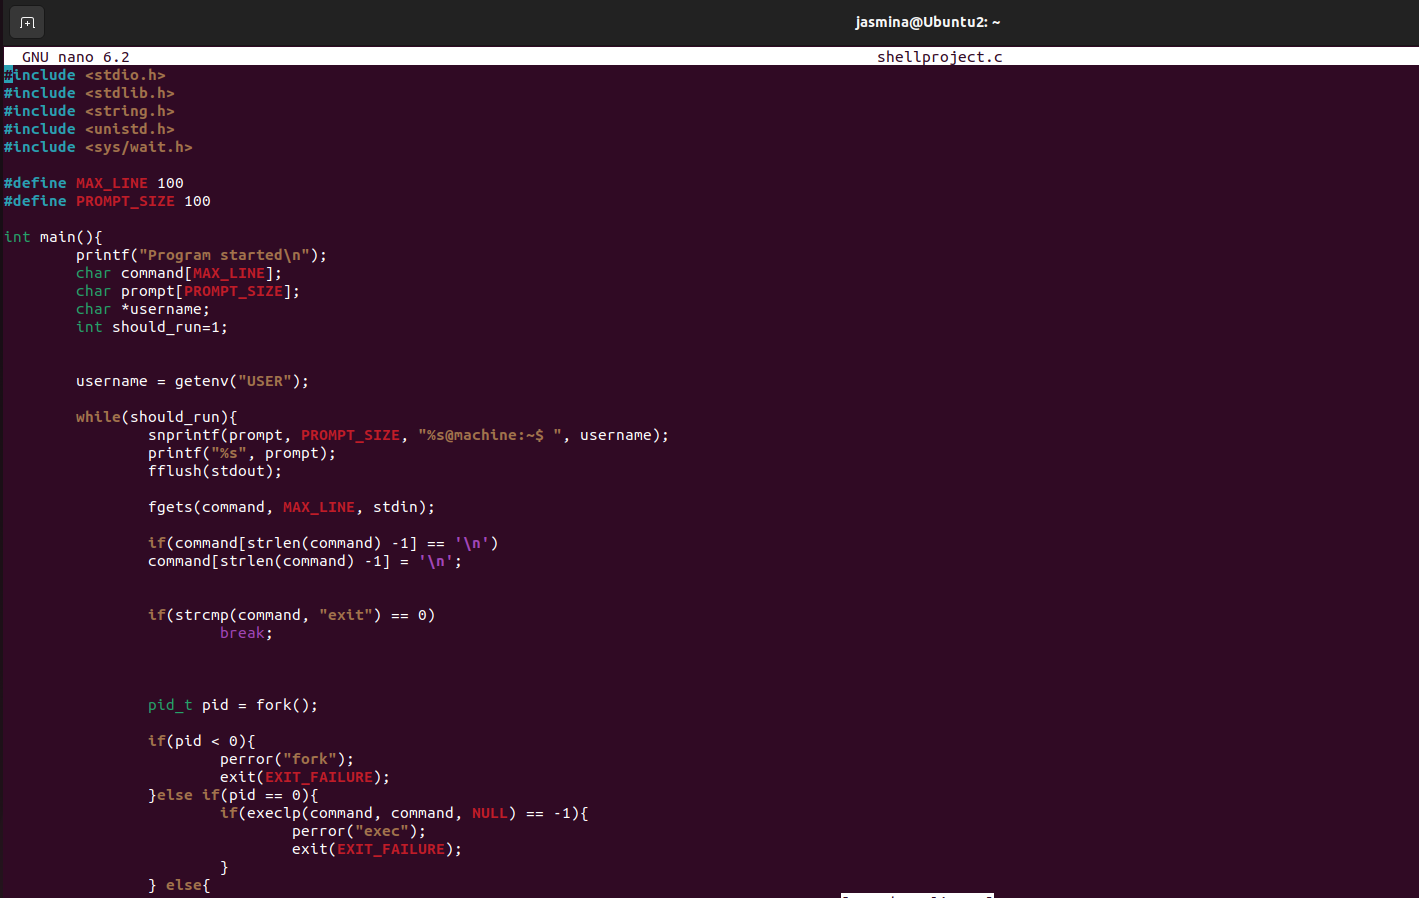 jasmina@Ubuntu2: ~
GNU nano 6.2 shellproject.c
#include <stdio.h>
#include <stdlib.h>
#include <string.h>
#include <unistd.h>
#include <sys/wait.h>
#define MAX_LINE 100
#define PROMPT_SIZE 100
int main(){
printf("Program started\n");
char command[MAX_LINE];
char prompt[PROMPT_SIZE];
char *username;
int should_run=1;
username = getenv("USER");
while(should_run){
snprintf(prompt, PROMPT_SIZE, "%s@machine:~$ ", username);
printf("%s", prompt);
fflush(stdout);
fgets(command, MAX_LINE, stdin);
if(command[strlen(command) -1] == '\n')
command[strlen(command) -1] = '\n';
if(strcmp(command, "exit") == 0)
break;
pid_t pid = fork();
if(pid < 0){
perror("fork");
exit(EXIT_FAILURE);
}else if(pid == 0){
if(execlp(command, command, NULL) == -1){
perror("exec");
exit(EXIT_FAILURE);
}
} else{